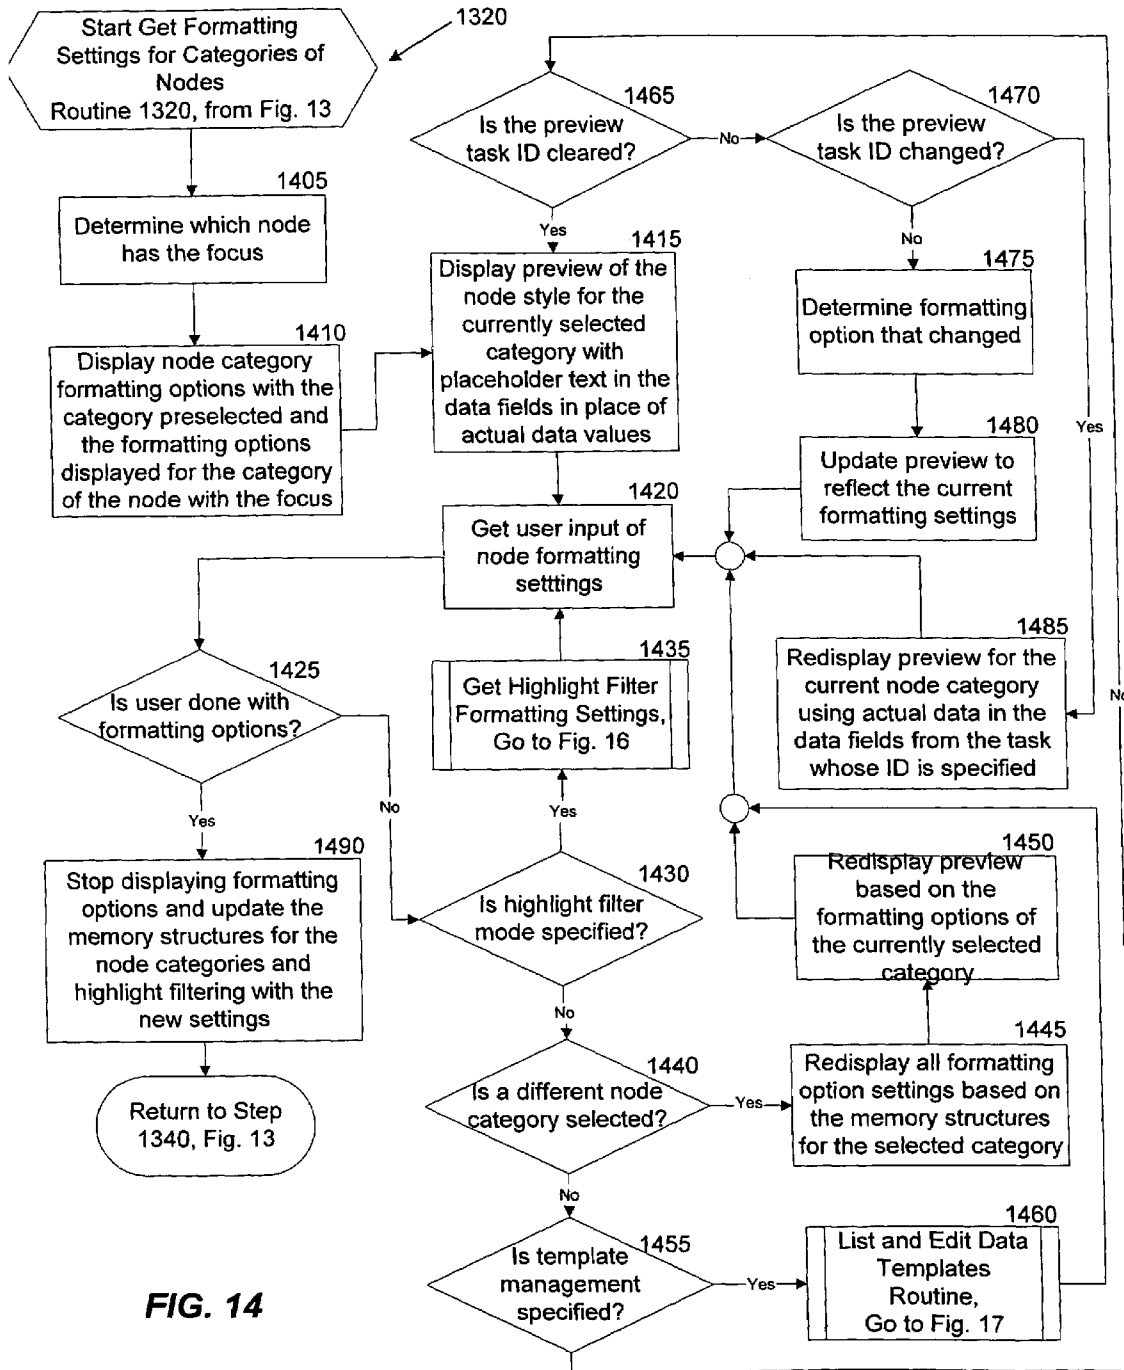 Start Get Formatting
Settings for Categories of
Nodes
Routine 1320, from Fig. 13
1320
1405
Determine which node
has the focus
1410
Display node category
formatting options with the
category preselected and
the formatting options
displayed for the category
of the node with the focus
1465
Is the preview
task ID cleared?
No
1470
Is the preview
task ID changed?
Yes
No
Yes
1415
Display preview of the
node style for the
currently selected
category with
placeholder text in the
data fields in place of
actual data values
1475
Determine formatting
option that changed
1480
Update preview to
reflect the current
formatting settings
1420
Get user input of
node formatting
setttings
1425
Is user done with
formatting options?
Yes
No
1435
Get Highlight Filter
Formatting Settings,
Go to Fig. 16
Yes
1485
Redisplay preview for the
current node category
using actual data in the
data fields from the task
whose ID is specified
No
1490
Stop displaying formatting
options and update the
memory structures for the
node categories and
highlight filtering with the
new settings
Return to Step
1340, Fig. 13
1430
Is highlight filter
mode specified?
No
1450
Redisplay preview
based on the
formatting options of
the currently selected
category
1440
Is a different node
category selected?
Yes
No
1445
Redisplay all formatting
option settings based on
the memory structures
for the selected category
1455
Is template
management
specified?
Yes
1460
List and Edit Data
Templates
Routine,
Go to Fig. 17
FIG. 14